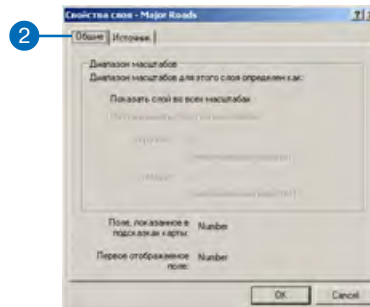 Свойства слоя - Major Roads
2
Общие Источник
Диапазон масштабов
Диапазон масштабов для этого слоя определен как:
Показать слой во всех масштабах
Поле, показанное в
подсказках карты: Number
Первое отображаемое
поле: Number
OK Cancel